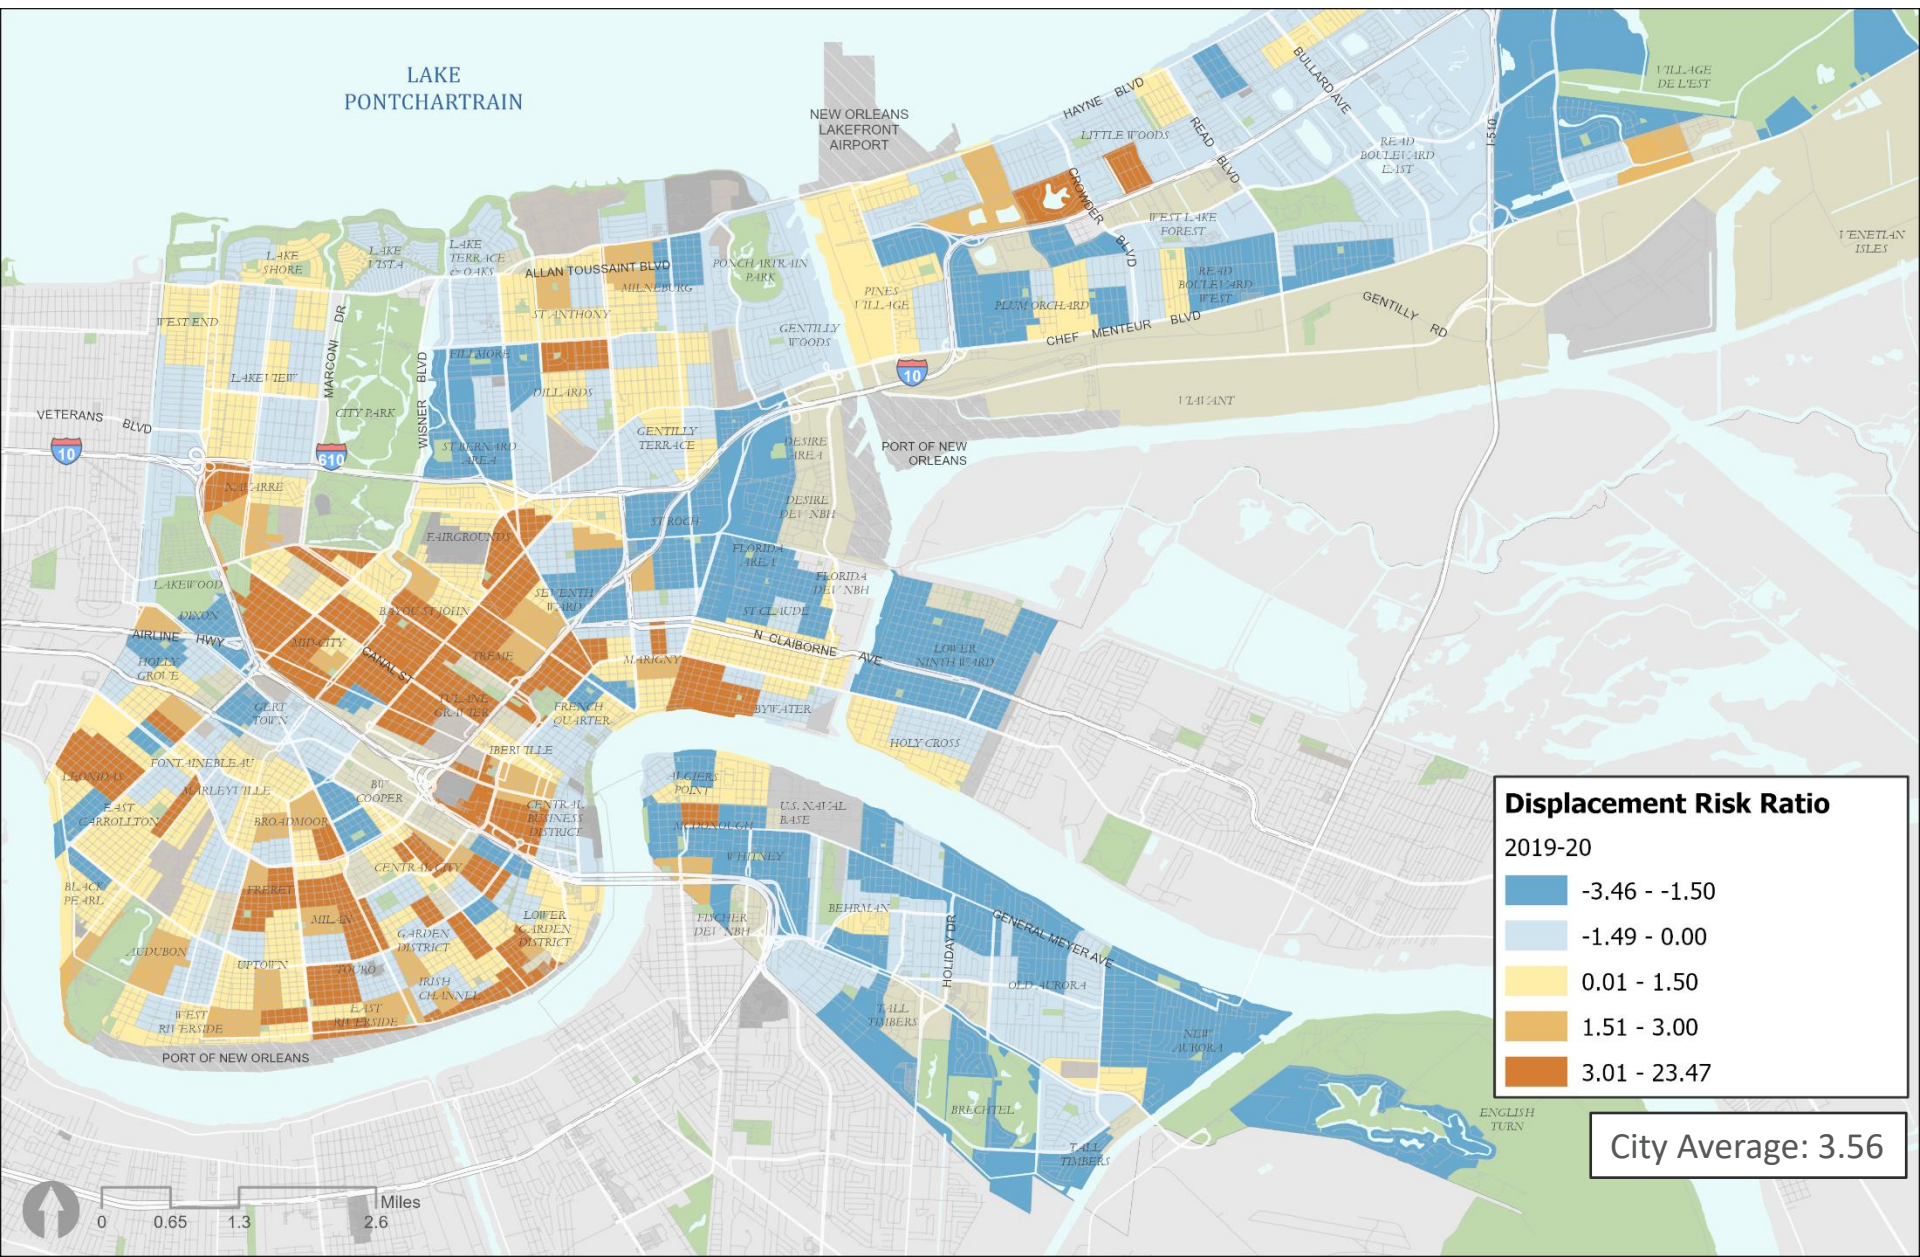 LAKE
PONTCHARTRAIN
NEW ORLEANS
LAKEFRONT
AIRPORT
HAYNE BLVD
LITTLE WOODS
BULLARD AVE
READ BLVD
READ
BOULEVARD
EAST
I-510
VILLAGE
DE L'EST
VENETIAN
ISLES
CROWDER
BLVD
WEST LAKE
FOREST
LAKE
SHORE
LAKE
VISTA
LAKE
TERRACE
& OAKS
ALLAN TOUSSAINT BLVD
MILNEBURG
PONCHARTRAIN
PARK
PINES
VILLAGE
PLUM ORCHARD
READ
BOULEVARD
WEST
CHEF MENTEUR BLVD
GENTILLY RD
WEST END
ST ANTHONY
GENTILLY
WOODS
MARCONI DR
WISNER BLVD
FILLMORE
LAKEVIEW
DILLARDS
CITY PARK
VETERANS BLVD
10
610
10
VIAVANT
ST BERNARD
AREA
GENTILLY
TERRACE
DESIRE
AREA
PORT OF NEW
ORLEANS
NAVARRE
DESIRE
DEV NBH
ST ROCH
FAIRGROUNDS
FLORIDA
AREA
FLORIDA
DEV NBH
LAKEWOOD
DIXON
SEVENTH
WARD
BAYOU ST JOHN
ST CLAUDE
AIRLINE HWY
MID-CITY
CANAL ST
TREME
MARIGNY
N CLAIBORNE AVE
LOWER
NINTH WARD
HOLLY
GROVE
GERT
TOWN
TULANE
GRAVIER
FRENCH
QUARTER
BYWATER
HOLY CROSS
IBERVILLE
LEONIDAS
FONTAINEBLEAU
MARLEYVILLE
BW
COOPER
ALGIERS
POINT
EAST
CARROLLTON
BROADMOOR
CENTRAL
BUSINESS
DISTRICT
U.S. NAVAL
BASE
MCDONOUGH
WHITNEY
CENTRAL CITY
BLACK
PEARL
FRERET
MILAN
GARDEN
DISTRICT
LOWER
GARDEN
DISTRICT
FISCHER
DEV NBH
BEHRMAN
HOLIDAY DR
GENERAL MEYER AVE
AUDUBON
UPTOWN
TOURO
IRISH
CHANNEL
OLD AURORA
WEST
RIVERSIDE
EAST
RIVERSIDE
TALL
TIMBERS
NEW
AURORA
PORT OF NEW ORLEANS
BRECHTEL
TALL
TIMBERS
ENGLISH
TURN
Displacement Risk Ratio
2019-20
-3.46 - -1.50
-1.49 - 0.00
0.01 - 1.50
1.51 - 3.00
3.01 - 23.47
City Average: 3.56
Miles
0 0.65 1.3 2.6